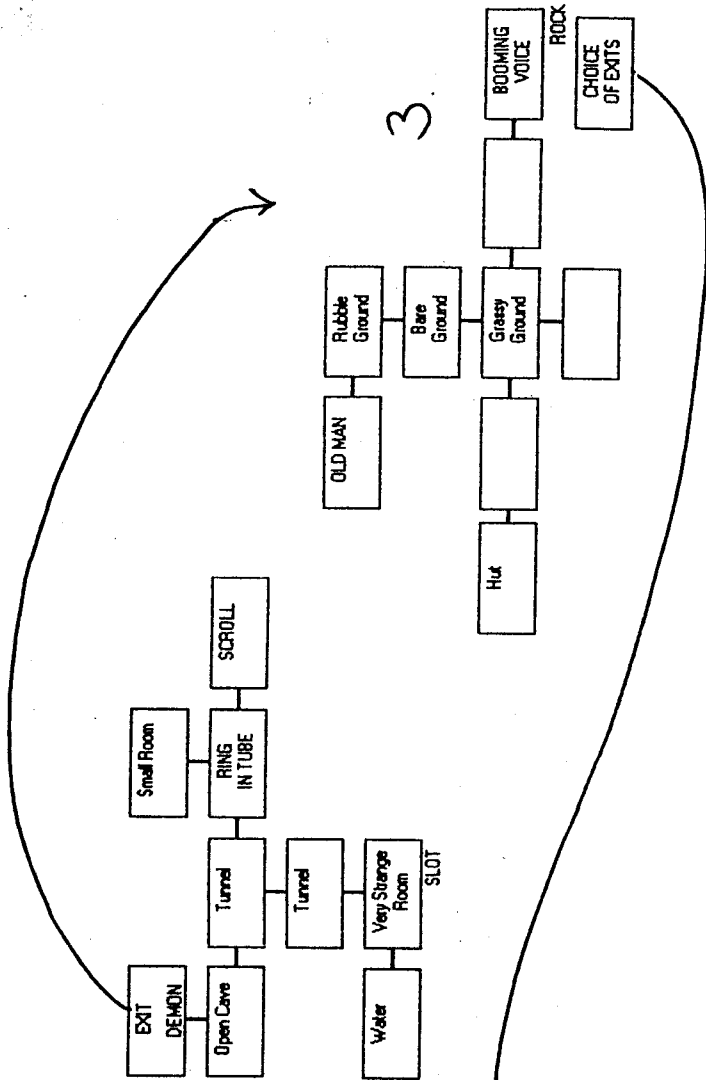 EXIT
DEMON
Open Cave
Water
Tunnel
Tunnel
Very Strange
Room
SLOT
Small Room
RING
IN TUBE
SCROLL
3.
OLD MAN
Rubble
Ground
Bare
Ground
Hut
Grassy
Ground
BOOMING
VOICE
ROCK
CHOICE
OF EXITS